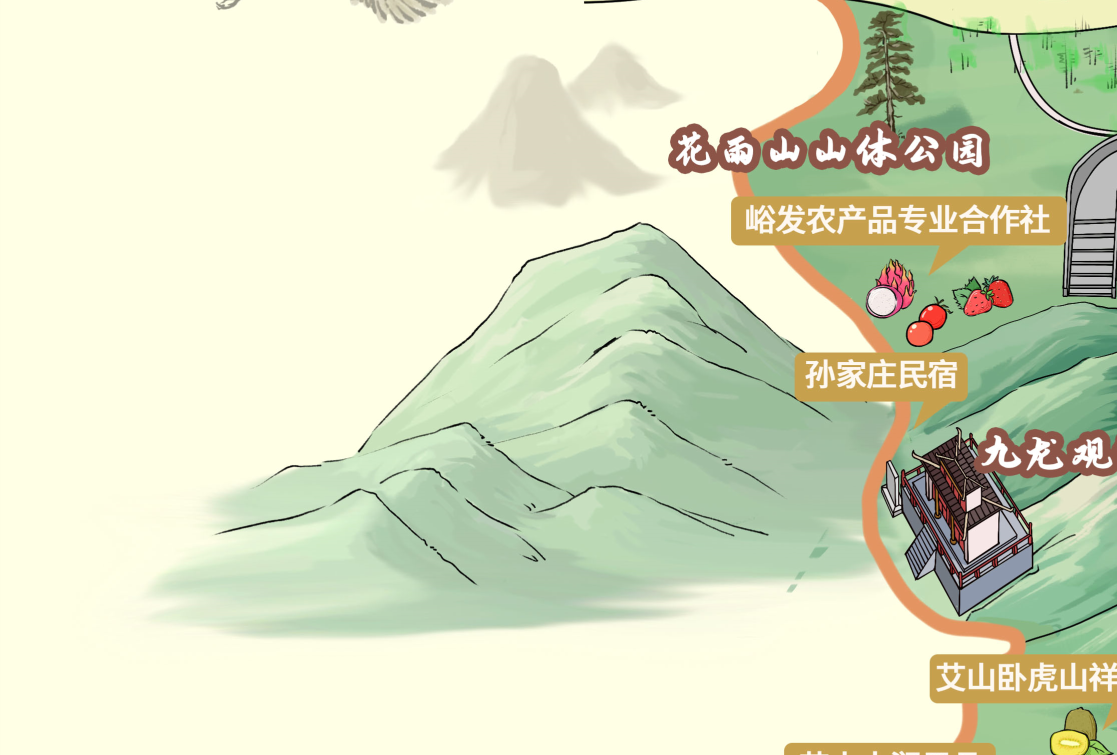 花雨山山体公园
峪发农产品专业合作社
孙家庄民宿
九龙观
艾山卧虎山祥